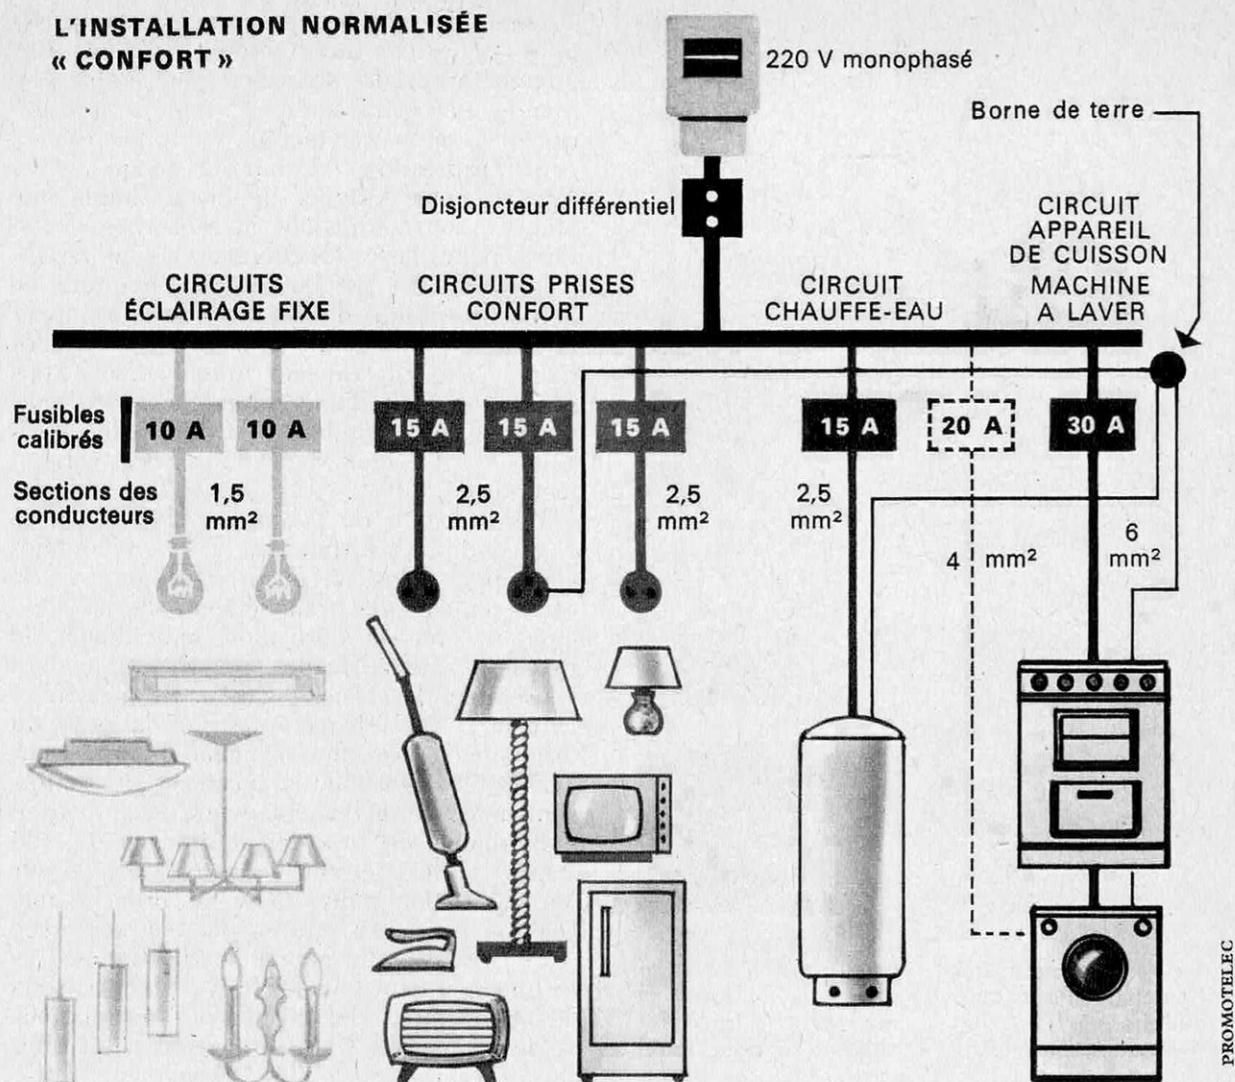 L'INSTALLATION NORMALISÉE
« CONFORT »
220 V monophasé
Borne de terre
Disjoncteur différentiel
CIRCUITS
ÉCLAIRAGE FIXE
CIRCUITS PRISES
CONFORT
CIRCUIT
CHAUFFE-EAU
CIRCUIT
APPAREIL
DE CUISSON
MACHINE
A LAVER
Fusibles
calibrés
10 A
10 A
15 A
15 A
15 A
15 A
20 A
30 A
Sections des
conducteurs
1,5
mm²
2,5
mm²
2,5
mm²
2,5
mm²
4 mm²
6
mm²
PROMOTELEC